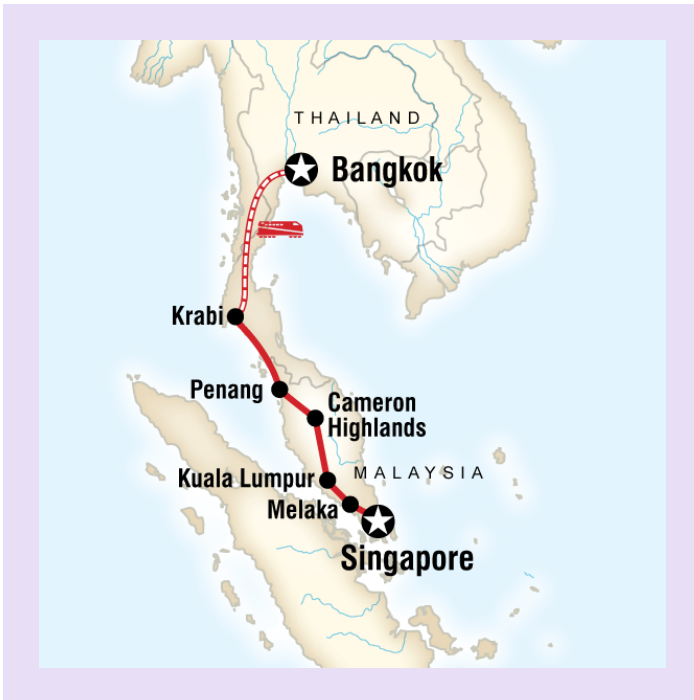 THAILAND
Bangkok
Krabi
Penang
Cameron
Highlands
Kuala Lumpur
MALAYSIA
Melaka
Singapore